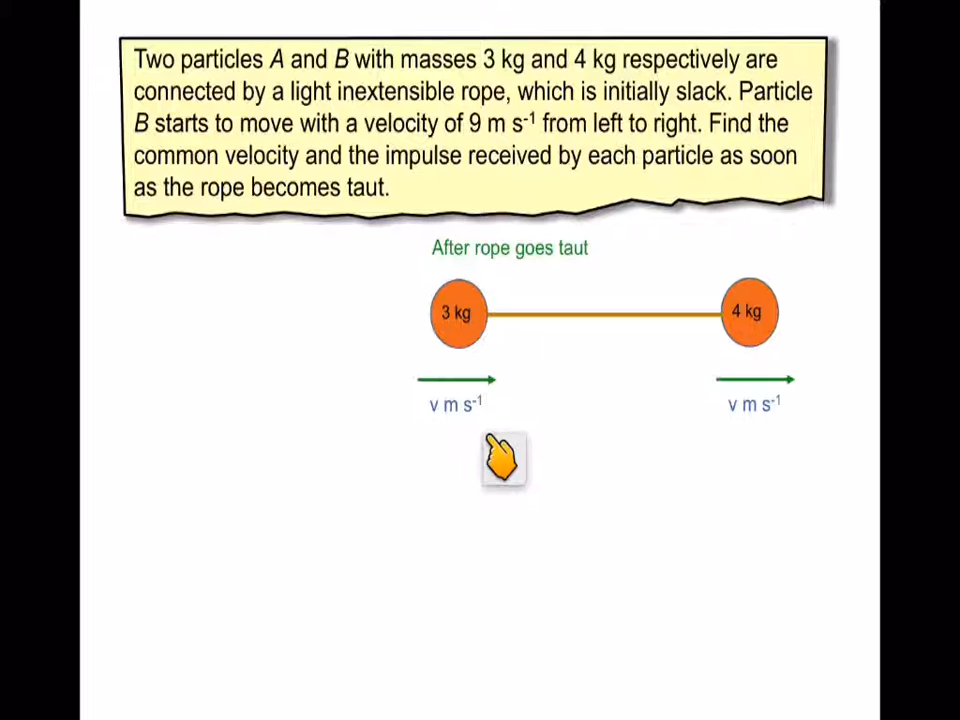 Two particles A and B with masses 3 kg and 4 kg respectively are
connected by a light inextensible rope, which is initially slack. Particle
B starts to move with a velocity of 9 m s⁻¹ from left to right. Find the
common velocity and the impulse received by each particle as soon
as the rope becomes taut.
After rope goes taut
3 kg 4 kg
v m s⁻¹ v m s⁻¹